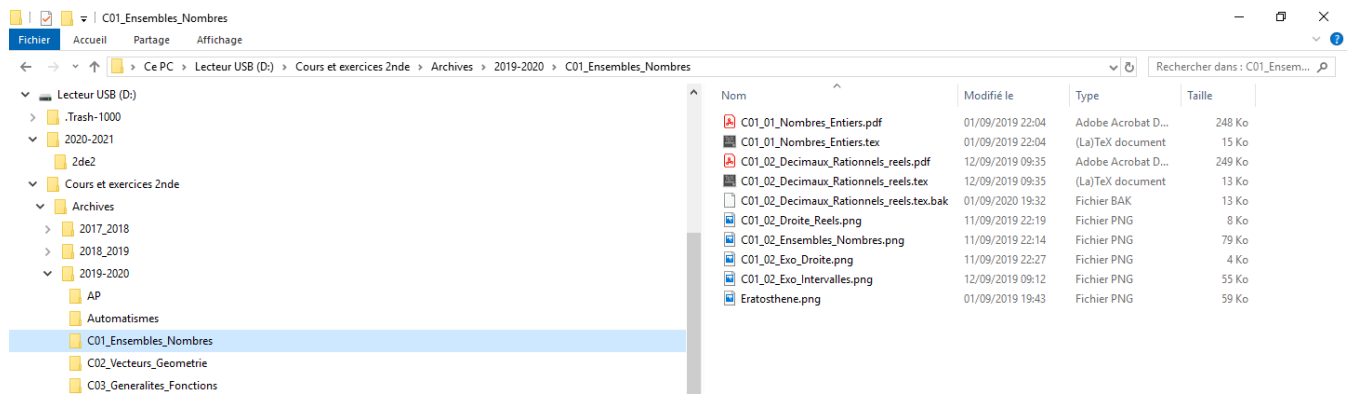 C01_Ensembles_Nombres
Fichier Accueil Partage Affichage
Ce PC > Lecteur USB (D:) > Cours et exercices 2nde > Archives > 2019-2020 > C01_Ensembles_Nombres
Rechercher dans : C01_Ensem...
Lecteur USB (D:)
.Trash-1000
2020-2021
2de2
Cours et exercices 2nde
Archives
2017_2018
2018_2019
2019-2020
AP
Automatismes
C01_Ensembles_Nombres
C02_Vecteurs_Geometrie
C03_Generalites_Fonctions
Nom Modifié le Type Taille
C01_01_Nombres_Entiers.pdf 01/09/2019 22:04 Adobe Acrobat D... 248 Ko
C01_01_Nombres_Entiers.tex 01/09/2019 22:04 (La)TeX document 15 Ko
C01_02_Decimaux_Rationnels_reels.pdf 12/09/2019 09:35 Adobe Acrobat D... 249 Ko
C01_02_Decimaux_Rationnels_reels.tex 12/09/2019 09:35 (La)TeX document 13 Ko
C01_02_Decimaux_Rationnels_reels.tex.bak 01/09/2020 19:32 Fichier BAK 13 Ko
C01_02_Droite_Reels.png 11/09/2019 22:19 Fichier PNG 8 Ko
C01_02_Ensembles_Nombres.png 11/09/2019 22:14 Fichier PNG 79 Ko
C01_02_Exo_Droite.png 11/09/2019 22:27 Fichier PNG 4 Ko
C01_02_Exo_Intervalles.png 12/09/2019 09:12 Fichier PNG 55 Ko
Eratosthene.png 01/09/2019 19:43 Fichier PNG 59 Ko